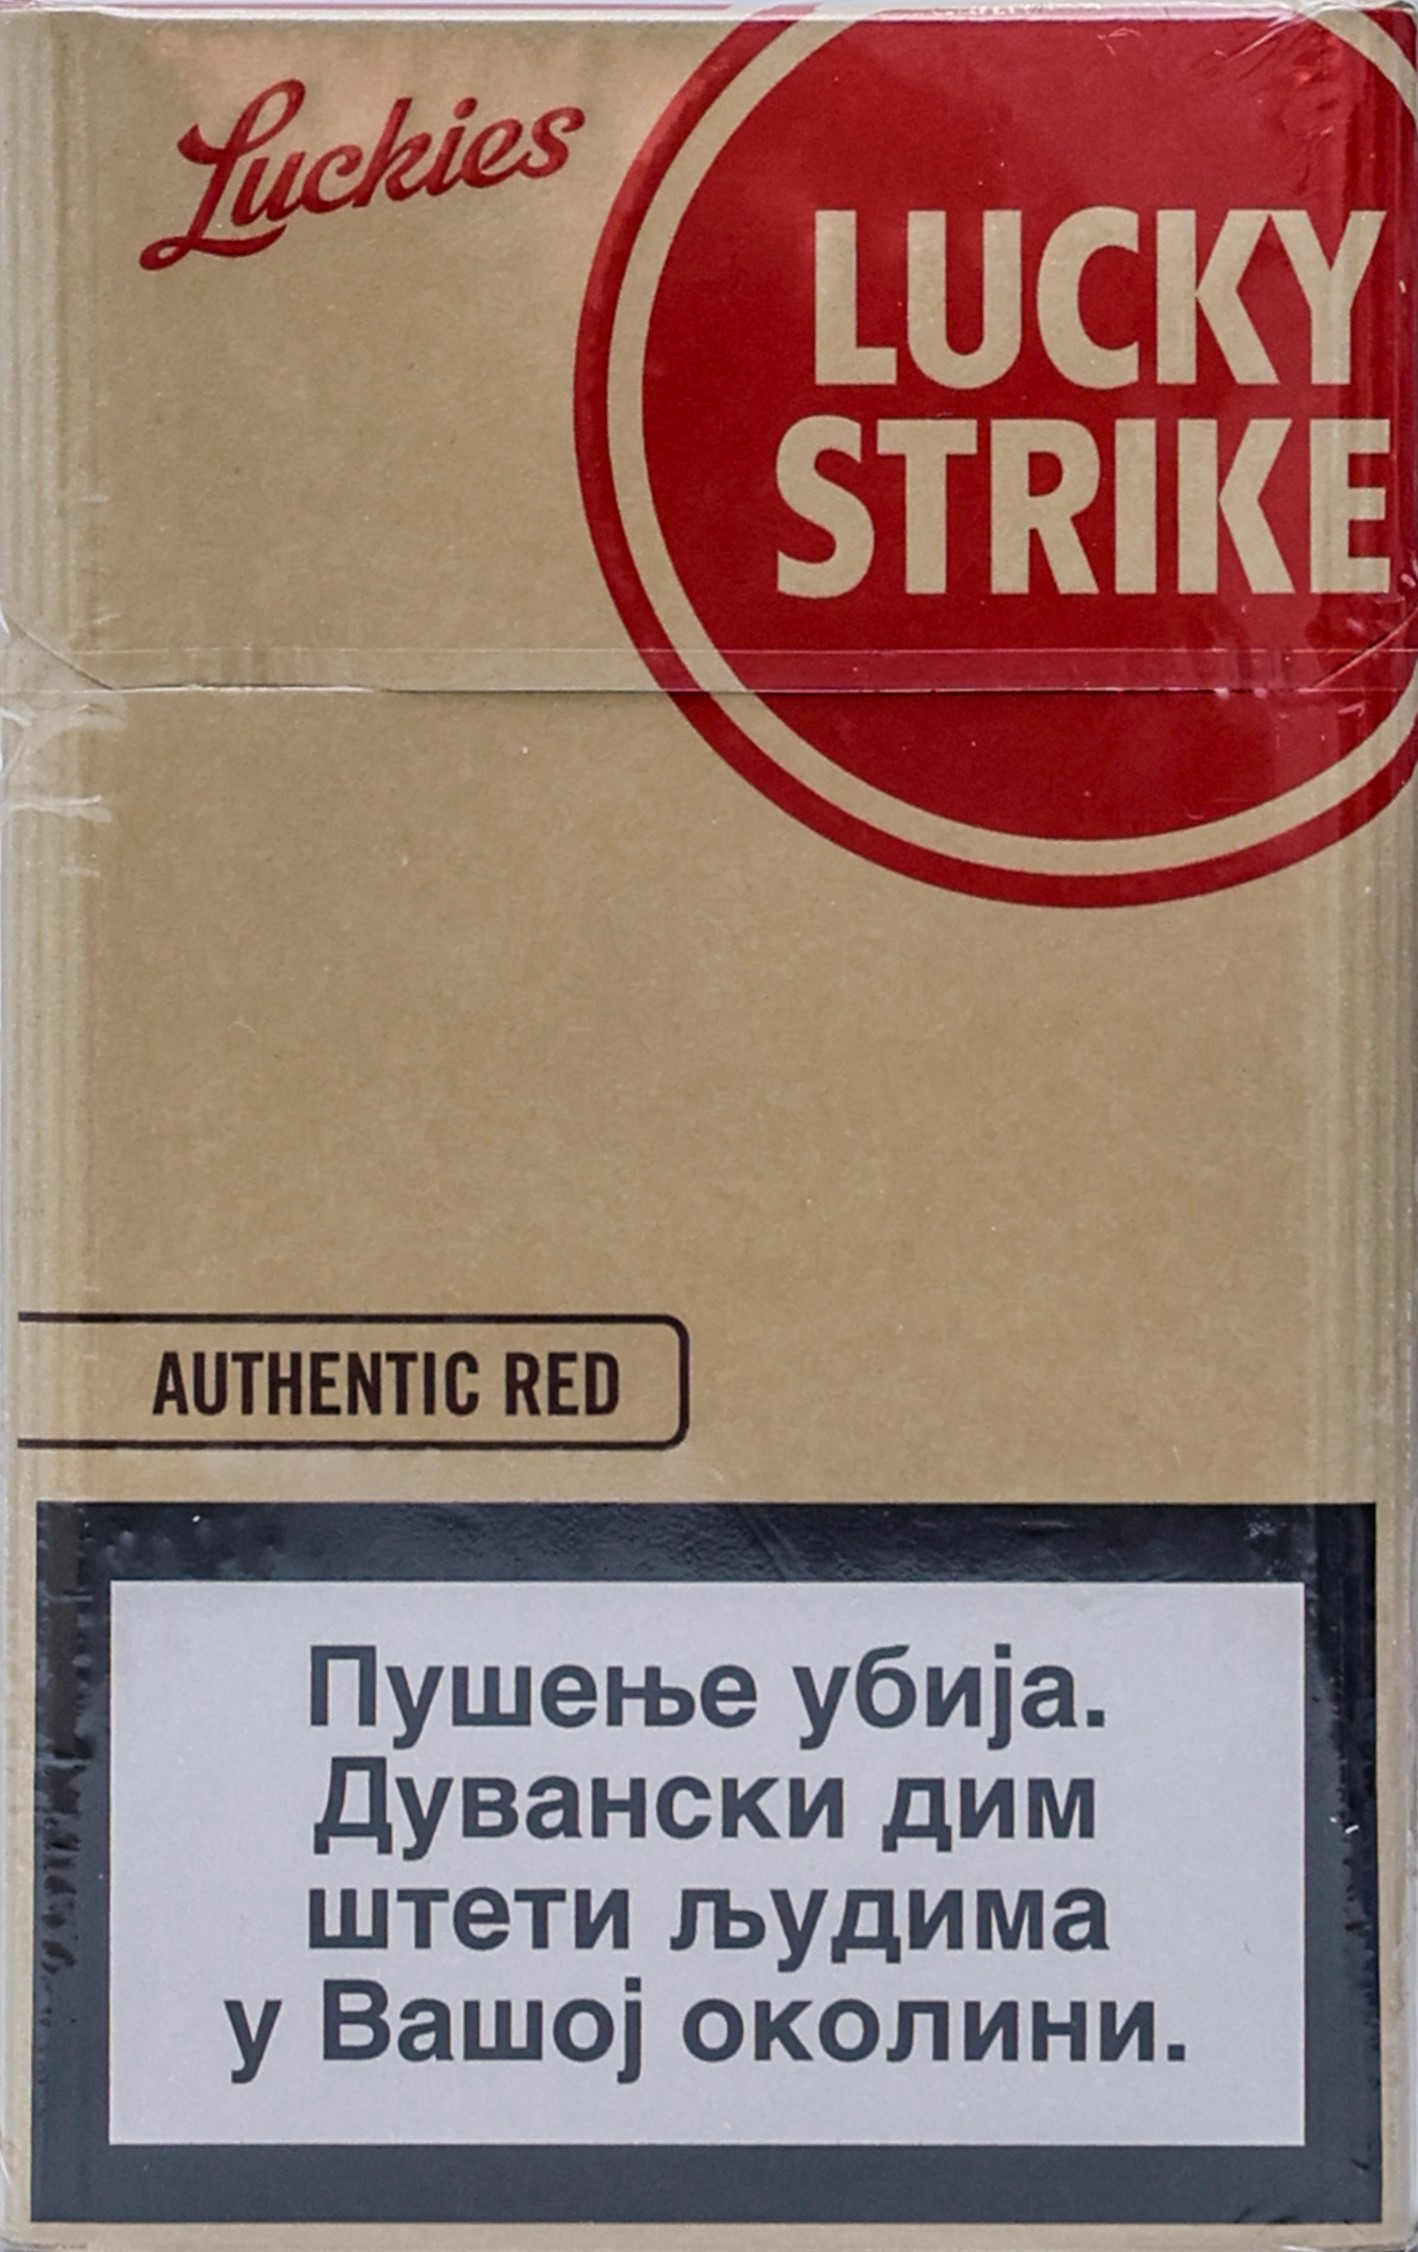 Luckies
LUCKY
STRIKE
AUTHENTIC RED
Пушење убија.
Дувански дим
штети људима
у Вашој околини.